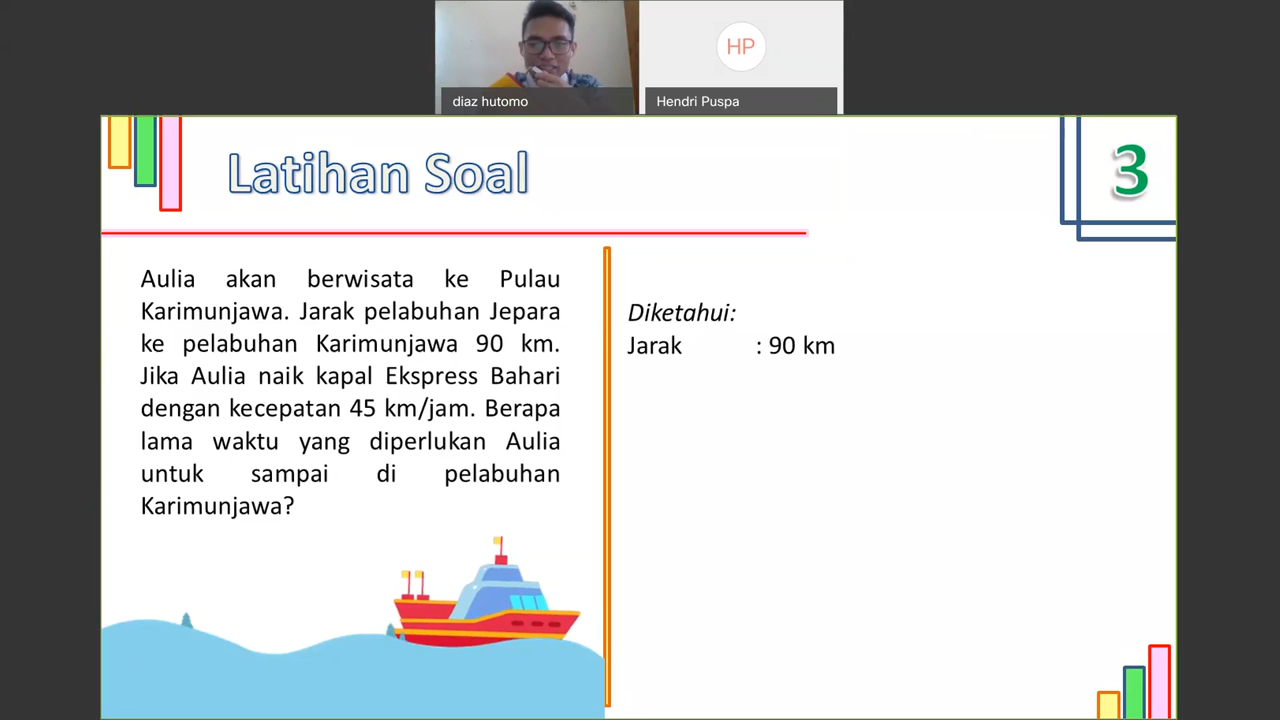 HP
diaz hutomo
Hendri Puspa
Latihan Soal
3
Aulia akan berwisata ke Pulau
Karimunjawa. Jarak pelabuhan Jepara
ke pelabuhan Karimunjawa 90 km.
Jika Aulia naik kapal Ekspress Bahari
dengan kecepatan 45 km/jam. Berapa
lama waktu yang diperlukan Aulia
untuk sampai di pelabuhan
Karimunjawa?
Diketahui:
Jarak : 90 km